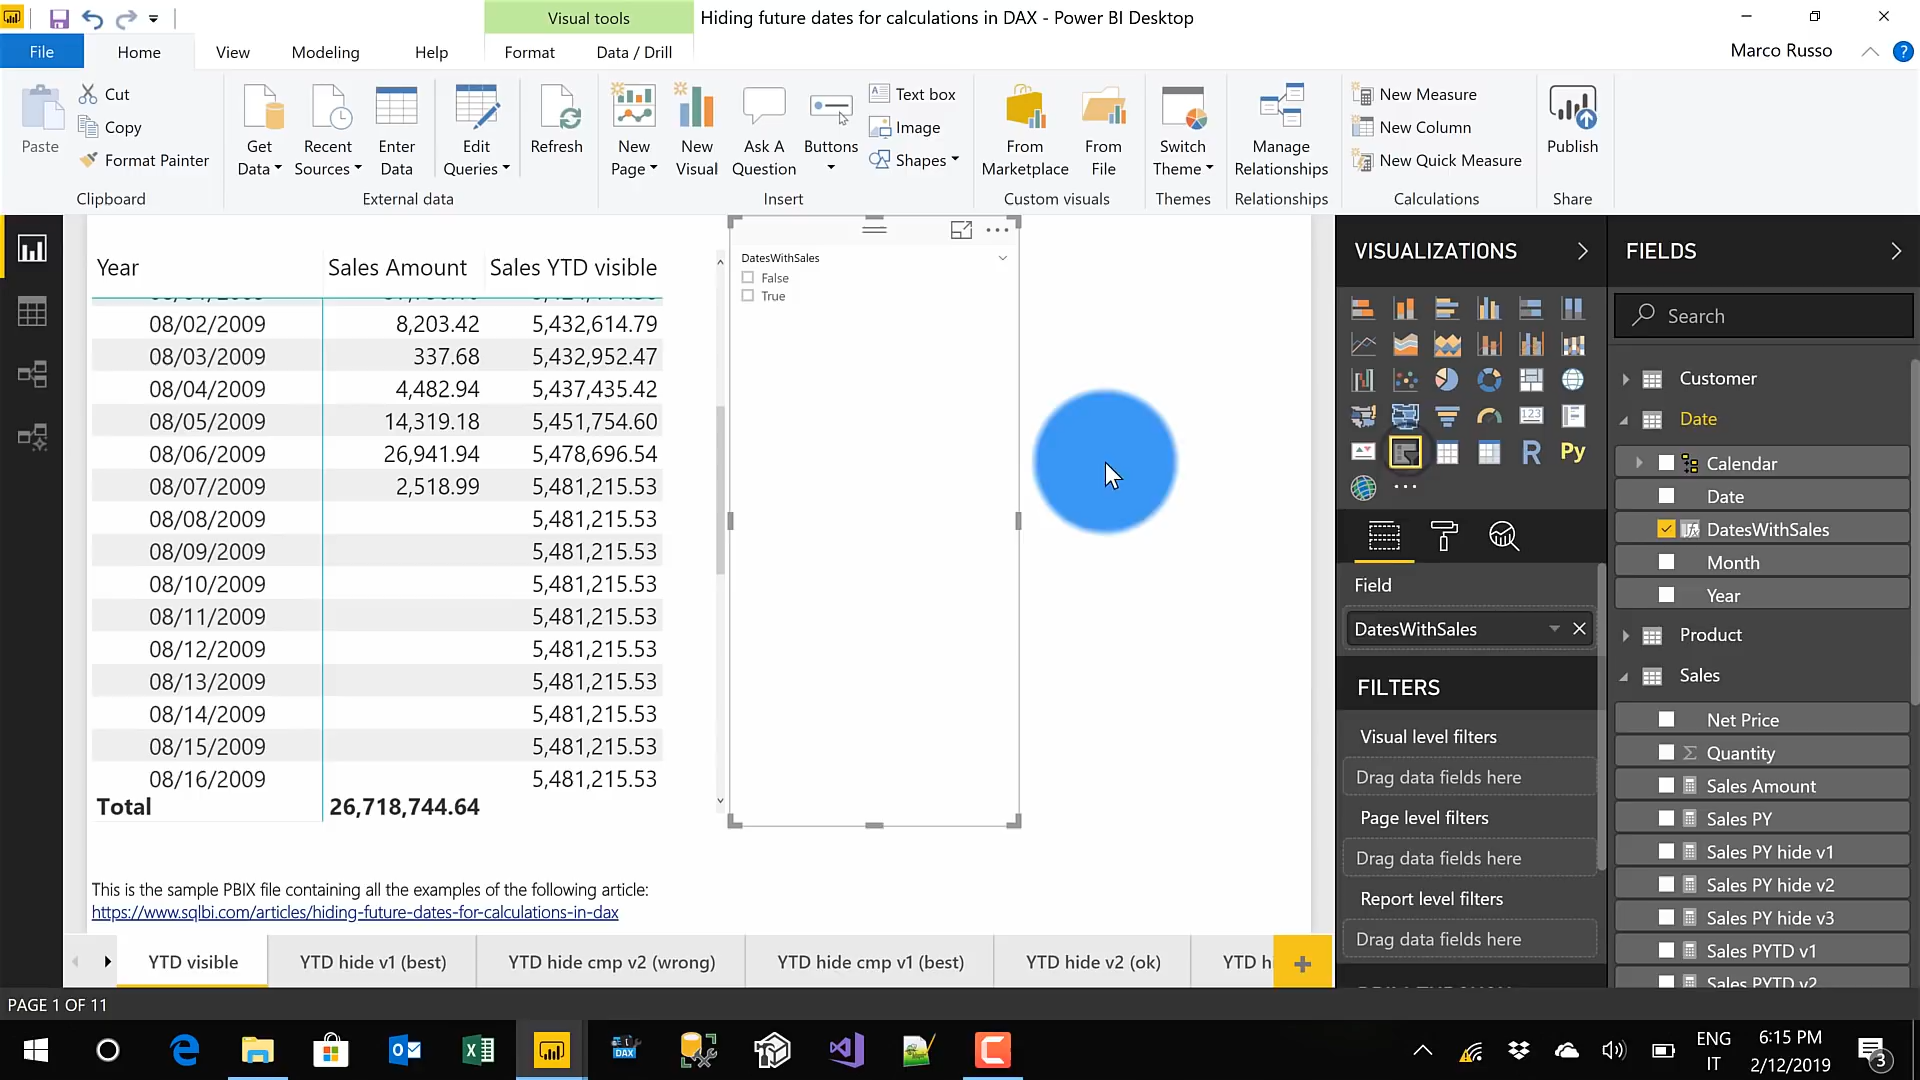 Visual tools
Hiding future dates for calculations in DAX - Power BI Desktop
File
Home
View
Modeling
Help
Format
Data / Drill
Marco Russo
Paste
Cut
Copy
Format Painter
Clipboard
Get Data
Recent Sources
Enter Data
Edit Queries
Refresh
External data
New Page
New Visual
Ask A Question
Buttons
Text box
Image
Shapes
Insert
From Marketplace
From File
Custom visuals
Switch Theme
Themes
Manage Relationships
Relationships
New Measure
New Column
New Quick Measure
Calculations
Publish
Share
Year Sales Amount Sales YTD visible
08/02/2009 8,203.42 5,432,614.79
08/03/2009 337.68 5,432,952.47
08/04/2009 4,482.94 5,437,435.42
08/05/2009 14,319.18 5,451,754.60
08/06/2009 26,941.94 5,478,696.54
08/07/2009 2,518.99 5,481,215.53
08/08/2009 5,481,215.53
08/09/2009 5,481,215.53
08/10/2009 5,481,215.53
08/11/2009 5,481,215.53
08/12/2009 5,481,215.53
08/13/2009 5,481,215.53
08/14/2009 5,481,215.53
08/15/2009 5,481,215.53
08/16/2009 5,481,215.53
Total 26,718,744.64
DatesWithSales
False
True
This is the sample PBIX file containing all the examples of the following article:
https://www.sqlbi.com/articles/hiding-future-dates-for-calculations-in-dax
YTD visible
YTD hide v1 (best)
YTD hide cmp v2 (wrong)
YTD hide cmp v1 (best)
YTD hide v2 (ok)
YTD h
PAGE 1 OF 11
VISUALIZATIONS
123
R
Py
Field
DatesWithSales
FILTERS
Visual level filters
Drag data fields here
Page level filters
Drag data fields here
Report level filters
Drag data fields here
FIELDS
Search
Customer
Date
Calendar
Date
DatesWithSales
Month
Year
Product
Sales
Net Price
Quantity
Sales Amount
Sales PY
Sales PY hide v1
Sales PY hide v2
Sales PY hide v3
Sales PYTD v1
Sales PYTD v2
DAX
ENG
IT
6:15 PM
2/12/2019
3